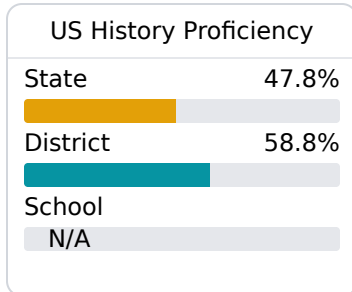 US History Proficiency
State 47.8%
District 58.8%
School
N/A